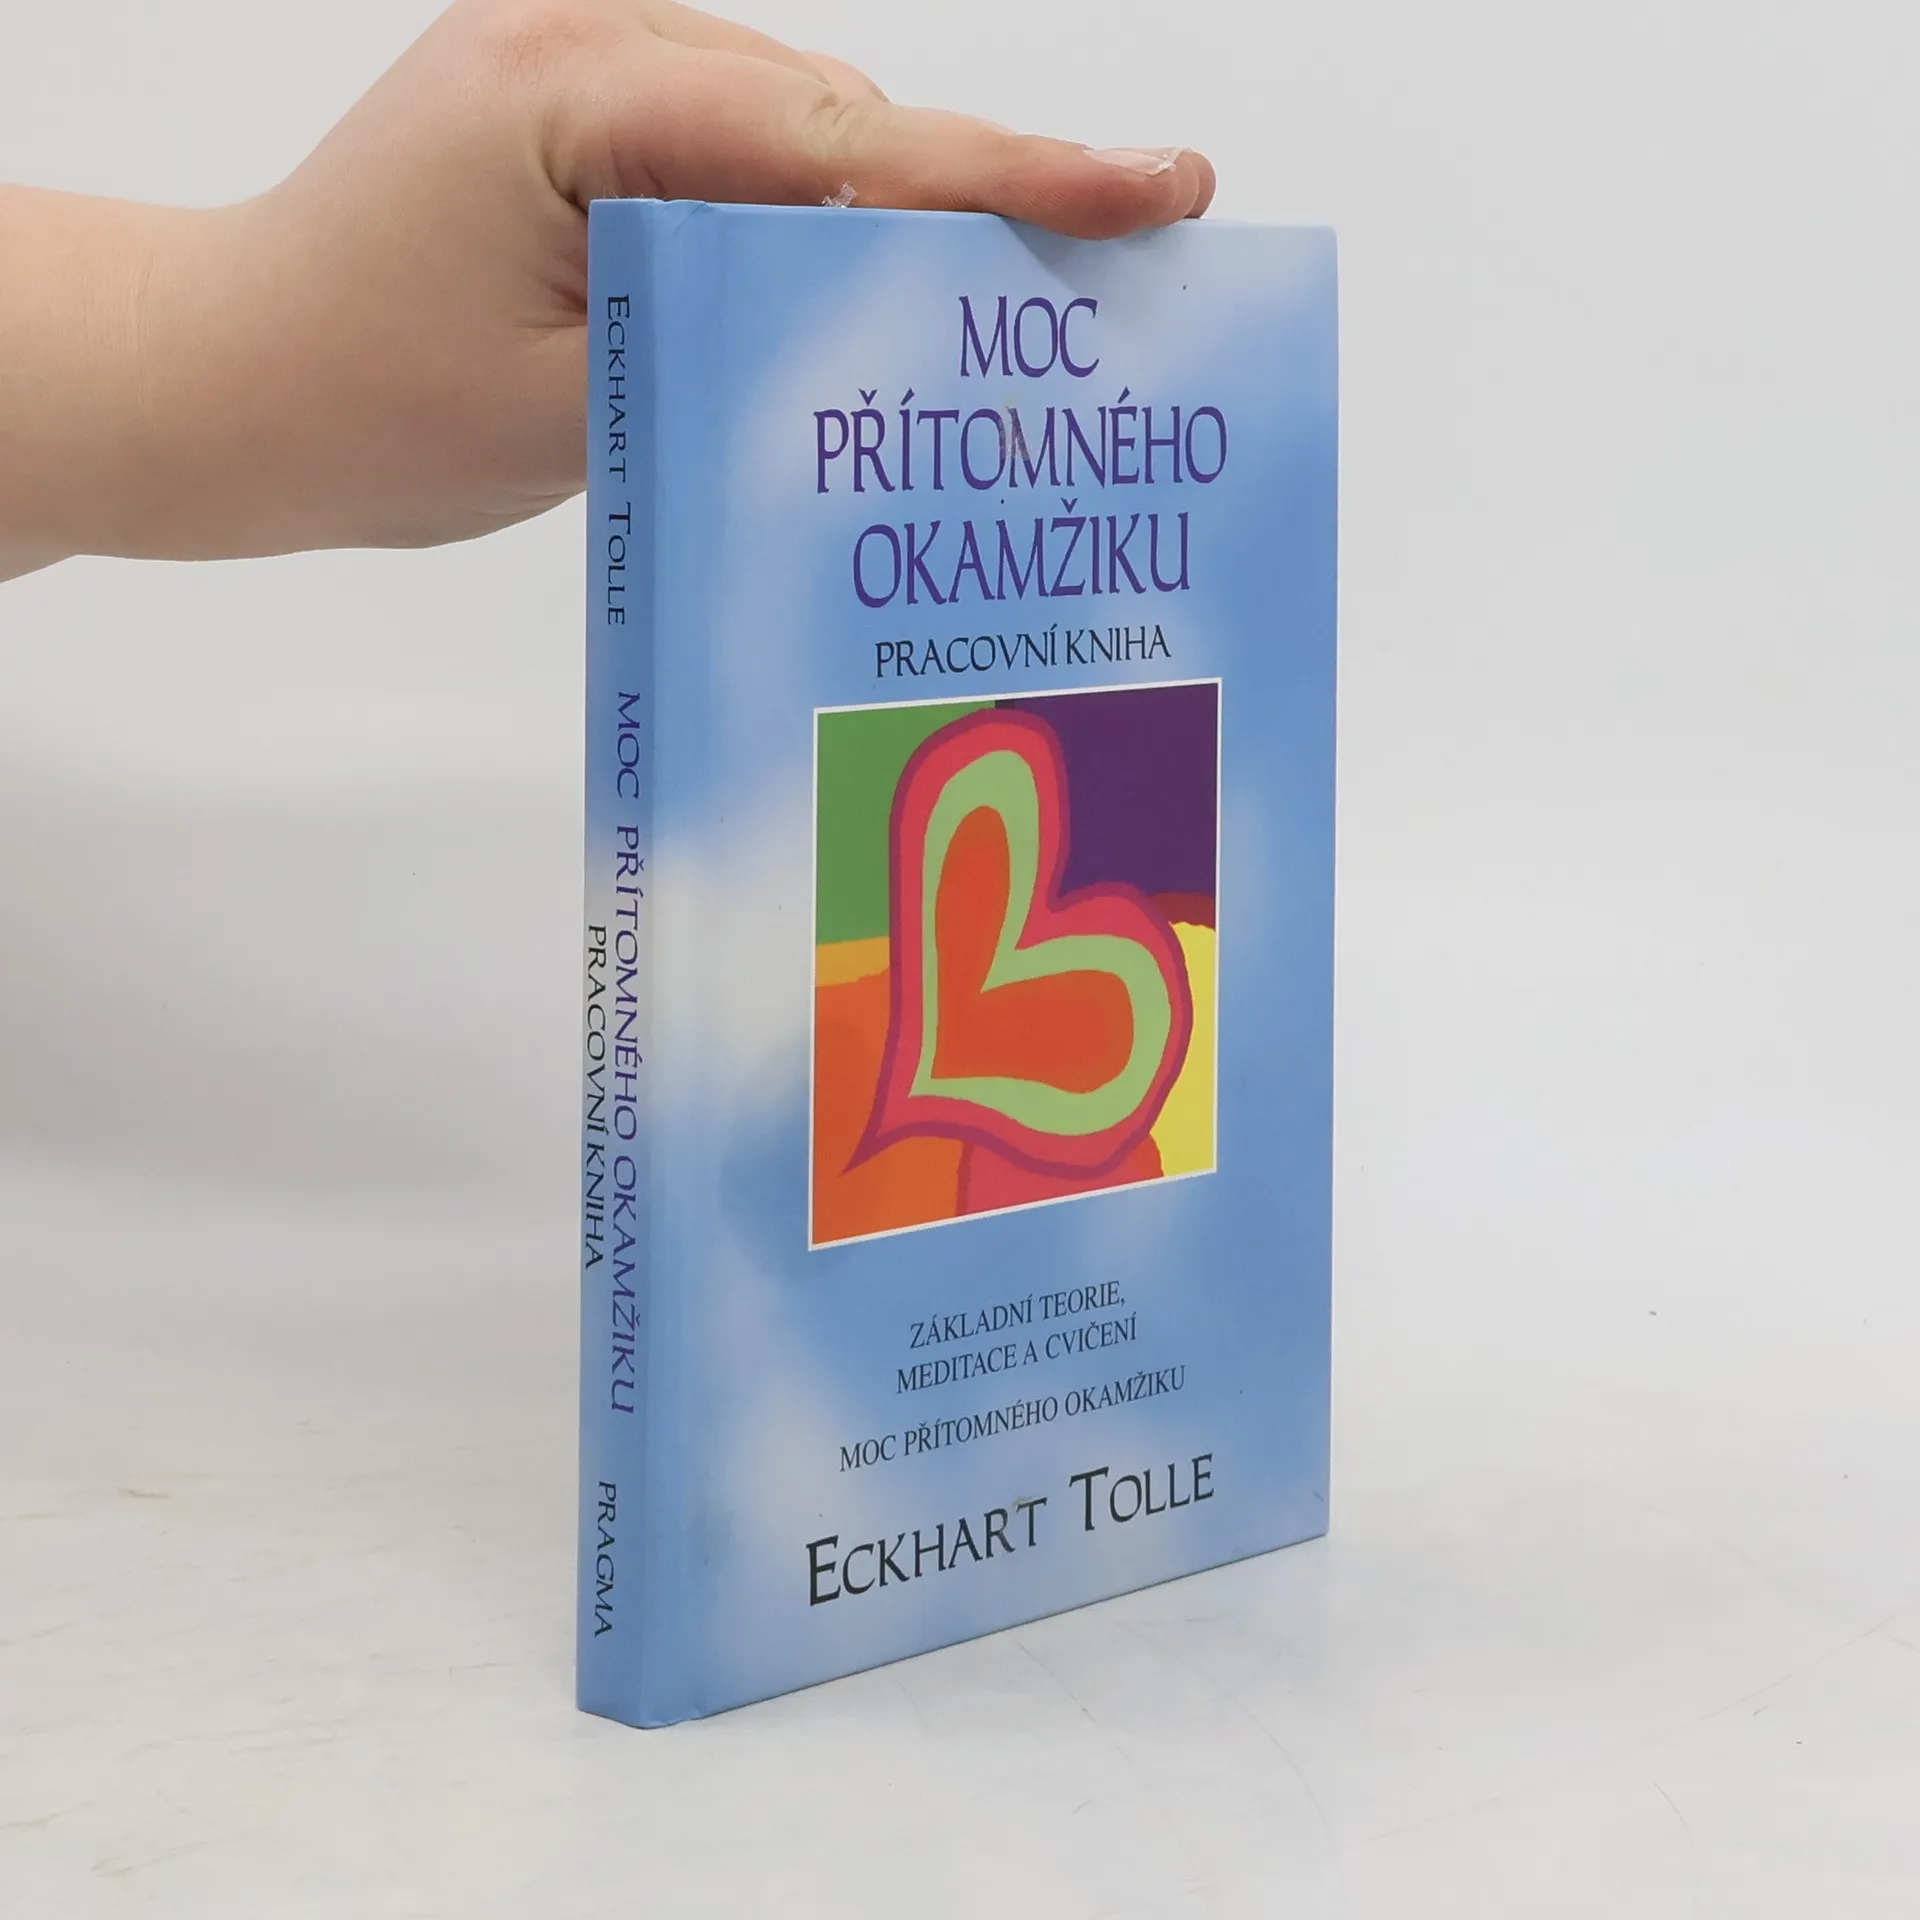 ECKHART TOLLE MOC PŘÍTOMNÉHO OKAMŽIKU
PRACOVNÍ KNIHA
PRAGMA
MOC
PŘÍTOMNÉHO
OKAMŽIKU
PRACOVNÍ KNIHA
ZÁKLADNÍ TEORIE,
MEDITACE A CVIČENÍ
MOC PŘÍTOMNÉHO OKAMŽIKU
ECKHART TOLLE